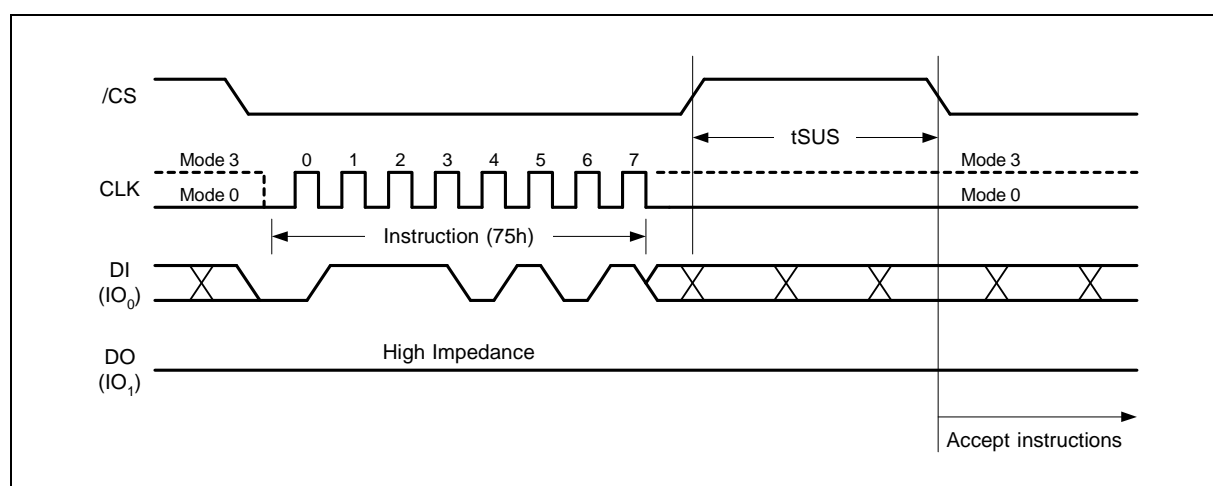 /CS
tSUS
Mode 3 0 1 2 3 4 5 6 7 Mode 3
CLK
Mode 0 Mode 0
Instruction (75h)
DI
(IO0)
High Impedance
DO
(IO1)
Accept instructions